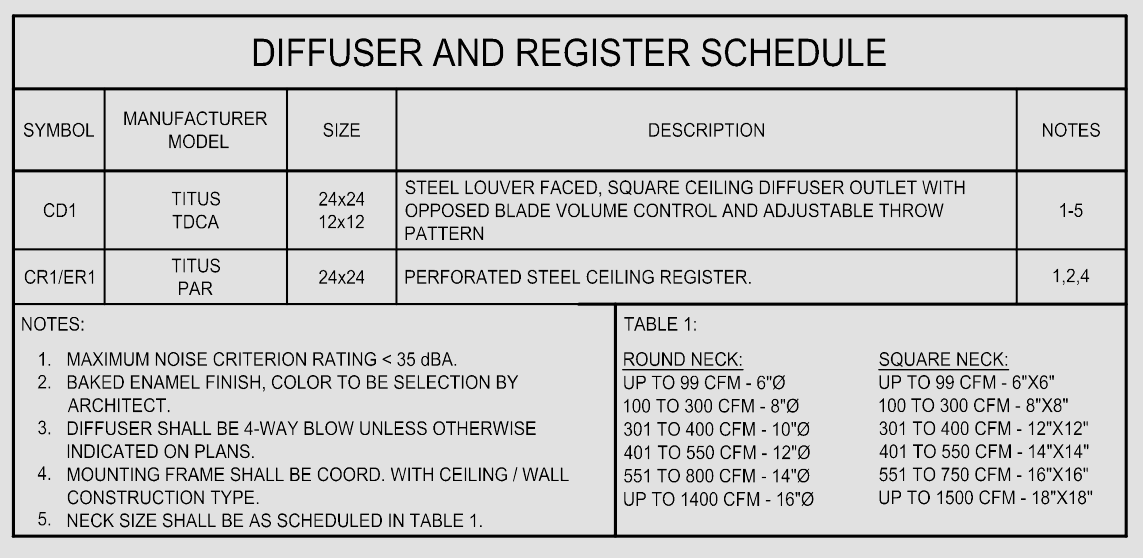 DIFFUSER AND REGISTER SCHEDULE
SYMBOL
MANUFACTURER
MODEL
SIZE
DESCRIPTION
NOTES
CD1
TITUS
TDCA
24x24
12x12
STEEL LOUVER FACED, SQUARE CEILING DIFFUSER OUTLET WITH
OPPOSED BLADE VOLUME CONTROL AND ADJUSTABLE THROW
PATTERN
1-5
CR1/ER1
TITUS
PAR
24x24
PERFORATED STEEL CEILING REGISTER.
1,2,4
NOTES:
1. MAXIMUM NOISE CRITERION RATING < 35 dBA.
2. BAKED ENAMEL FINISH, COLOR TO BE SELECTION BY
ARCHITECT.
3. DIFFUSER SHALL BE 4-WAY BLOW UNLESS OTHERWISE
INDICATED ON PLANS.
4. MOUNTING FRAME SHALL BE COORD. WITH CEILING / WALL
CONSTRUCTION TYPE.
5. NECK SIZE SHALL BE AS SCHEDULED IN TABLE 1.
TABLE 1:
ROUND NECK:
UP TO 99 CFM - 6"Ø
100 TO 300 CFM - 8"Ø
301 TO 400 CFM - 10"Ø
401 TO 550 CFM - 12"Ø
551 TO 800 CFM - 14"Ø
UP TO 1400 CFM - 16"Ø
SQUARE NECK:
UP TO 99 CFM - 6"X6"
100 TO 300 CFM - 8"X8"
301 TO 400 CFM - 12"X12"
401 TO 550 CFM - 14"X14"
551 TO 750 CFM - 16"X16"
UP TO 1500 CFM - 18"X18"